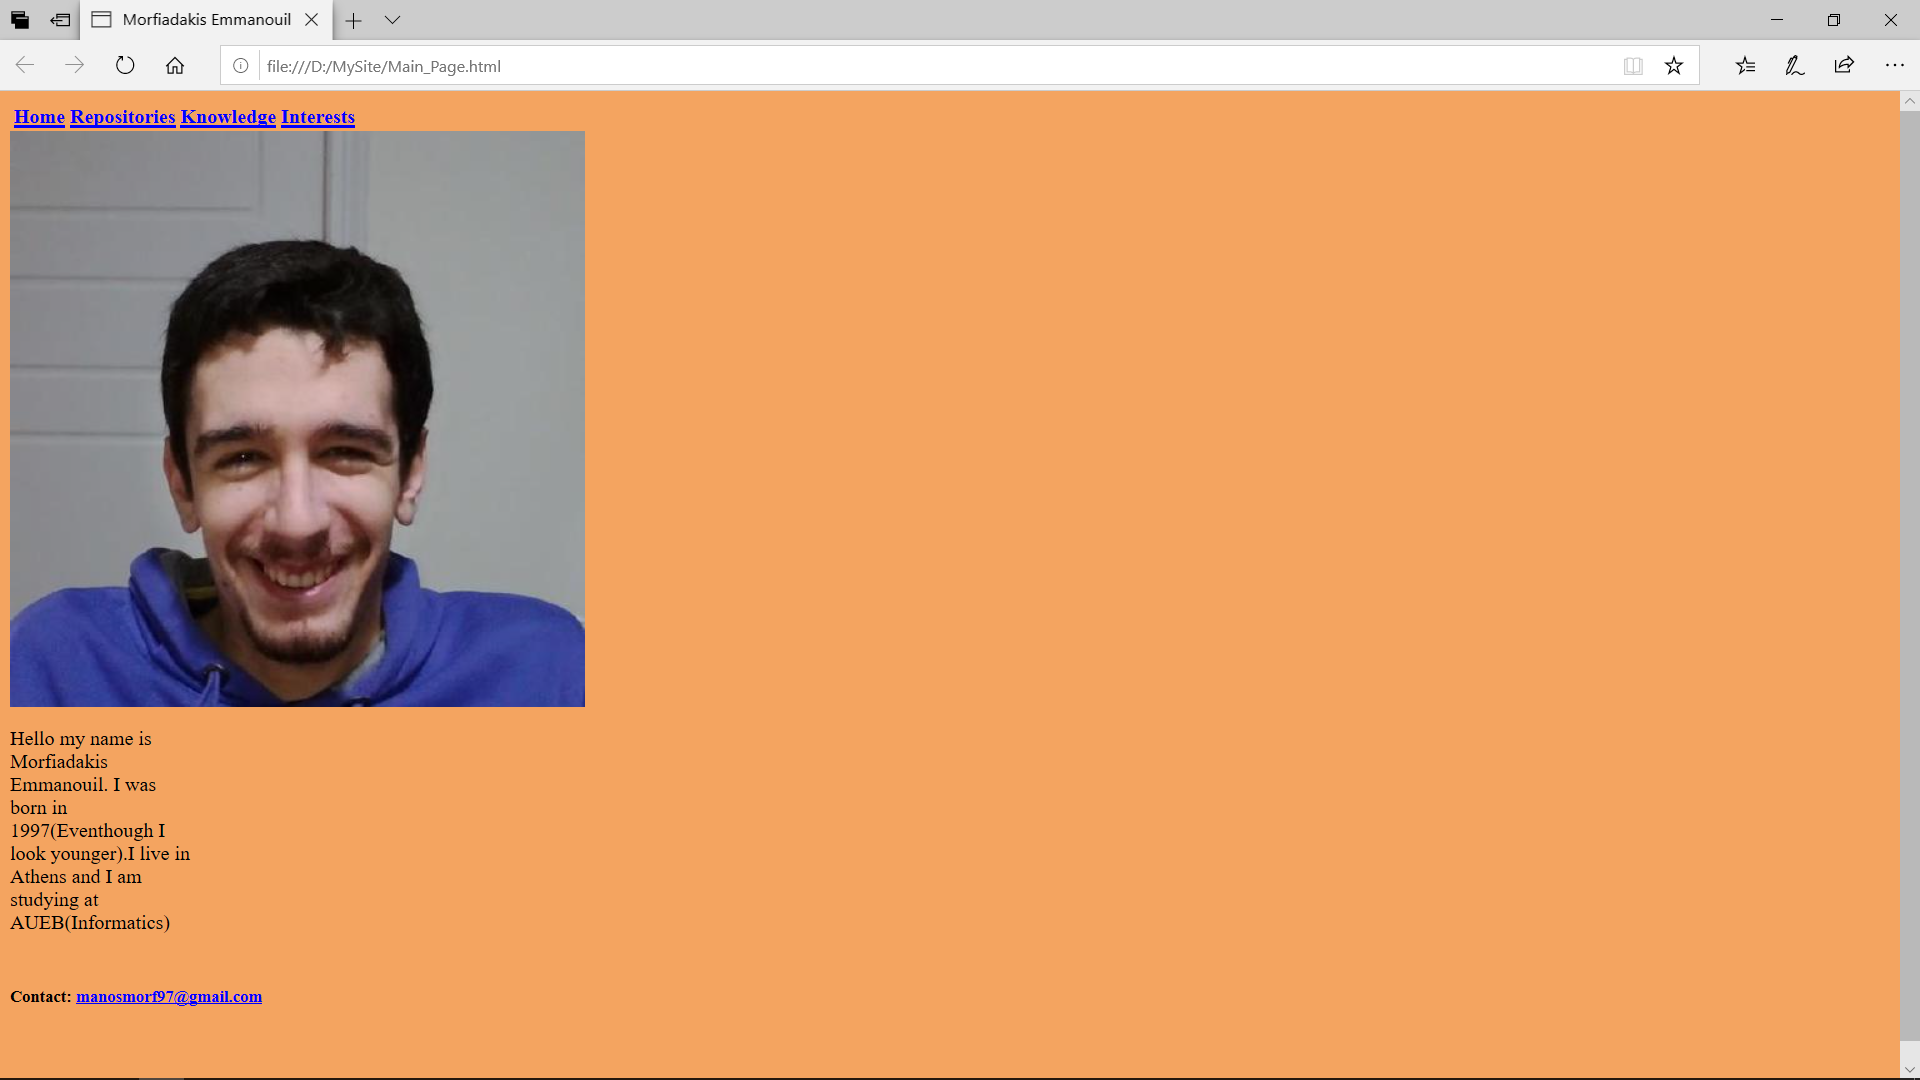 Morfiadakis Emmanouil
file:///D:/MySite/Main_Page.html
Home Repositories Knowledge Interests
Hello my name is
Morfiadakis
Emmanouil. I was
born in
1997(Eventhough I
look younger).I live in
Athens and I am
studying at
AUEB(Informatics)
Contact: manosmorf97@gmail.com